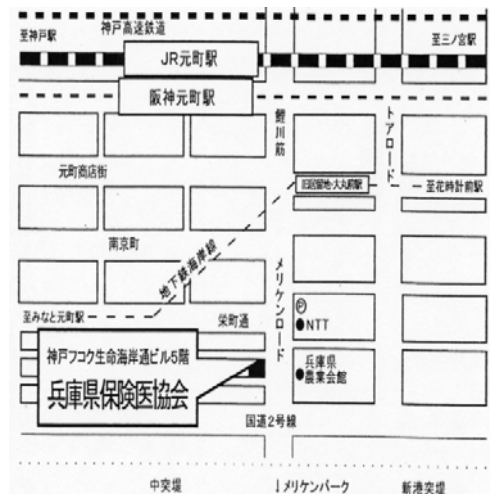 神戸高速鉄道
至神戸駅
至三ノ宮駅
JR元町駅
阪神元町駅
鯉川筋
トアロード
元町商店街
旧居留地・大丸前駅
至花時計前駅
南京町
地下鉄海岸線
メリケンロード
至みなと元町駅
栄町通
Ⓟ
NTT
神戸フコク生命海岸通ビル5階
兵庫県保険医協会
兵庫県
農業会館
国道2号線
中突堤
↓メリケンパーク
新港突堤